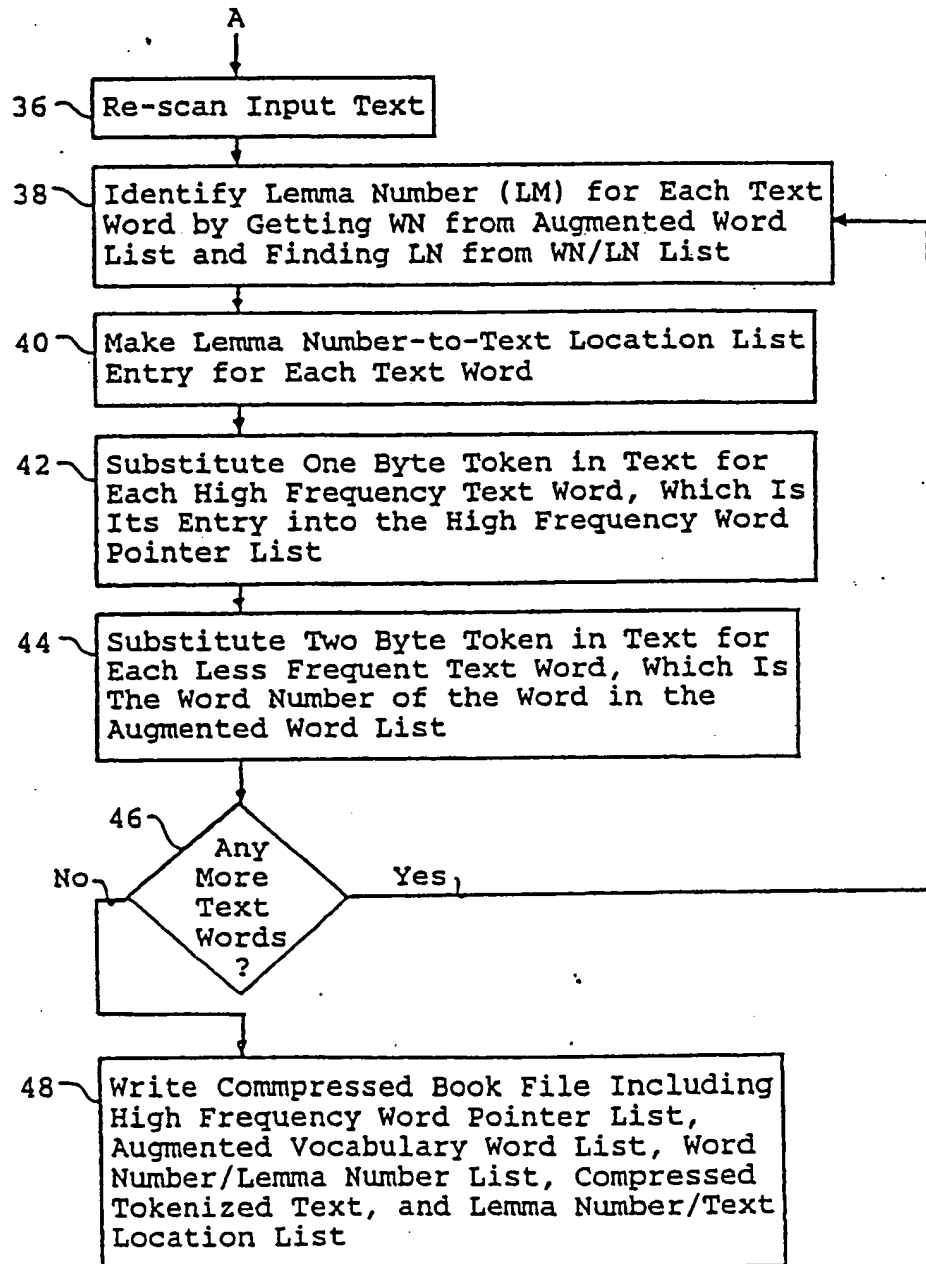 A
36
Re-scan Input Text
38
Identify Lemma Number (LM) for Each Text
Word by Getting WN from Augmented Word
List and Finding LN from WN/LN List
40
Make Lemma Number-to-Text Location List
Entry for Each Text Word
42
Substitute One Byte Token in Text for
Each High Frequency Text Word, Which Is
Its Entry into the High Frequency Word
Pointer List
44
Substitute Two Byte Token in Text for
Each Less Frequent Text Word, Which Is
The Word Number of the Word in the
Augmented Word List
46
Any
More
Text
Words
?
No
Yes
48
Write Commpressed Book File Including
High Frequency Word Pointer List,
Augmented Vocabulary Word List, Word
Number/Lemma Number List, Compressed
Tokenized Text, and Lemma Number/Text
Location List